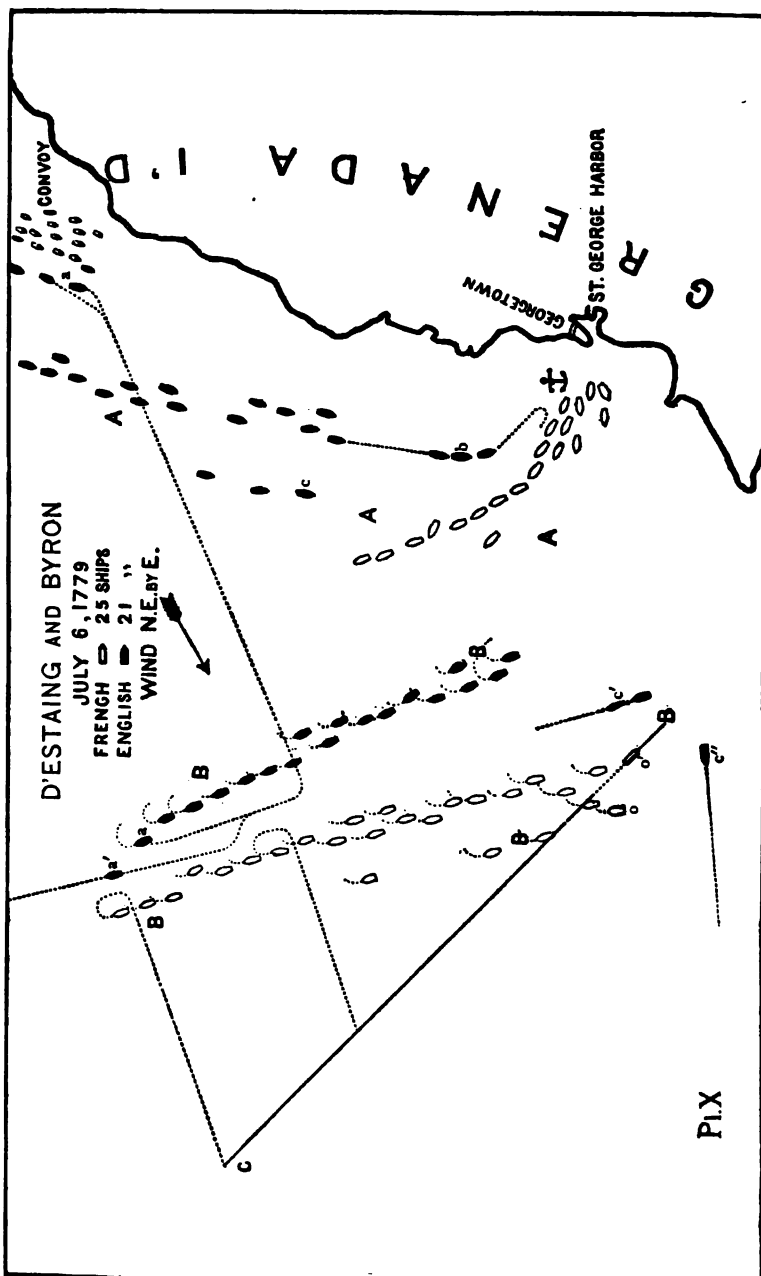 D'ESTAING AND BYRON
JULY 6, 1779
FRENGH 25 SHIPS
ENGLISH 21 ,,
WIND N.E. BY E.
CONVOY
a
A
A
A
b
c
GRENADA I'D
GEORGETOWN
ST. GEORGE HARBOR
B
B'
a
a'
B
B'
B
o
o
c'
c''
C
Pl.X